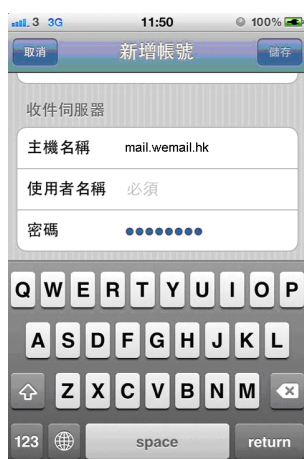 3 3G 11:50 100%
取消 新增帳號 儲存
收件伺服器
主機名稱 mail.wemail.hk
使用者名稱 必須
密碼 ●●●●●●●●
Q W E R T Y U I O P
A S D F G H J K L
Z X C V B N M
123 space return